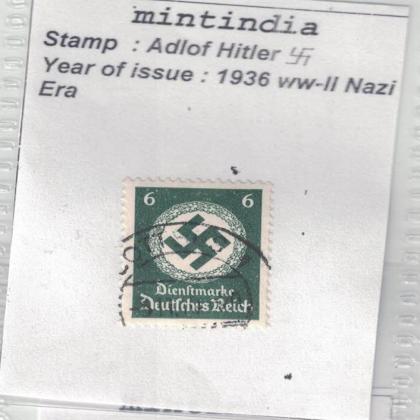 mintindia
Stamp : Adlof Hitler 卐
Year of issue : 1936 ww-II Nazi
Era
6 6
Dienstmarke
Deutsches Reich